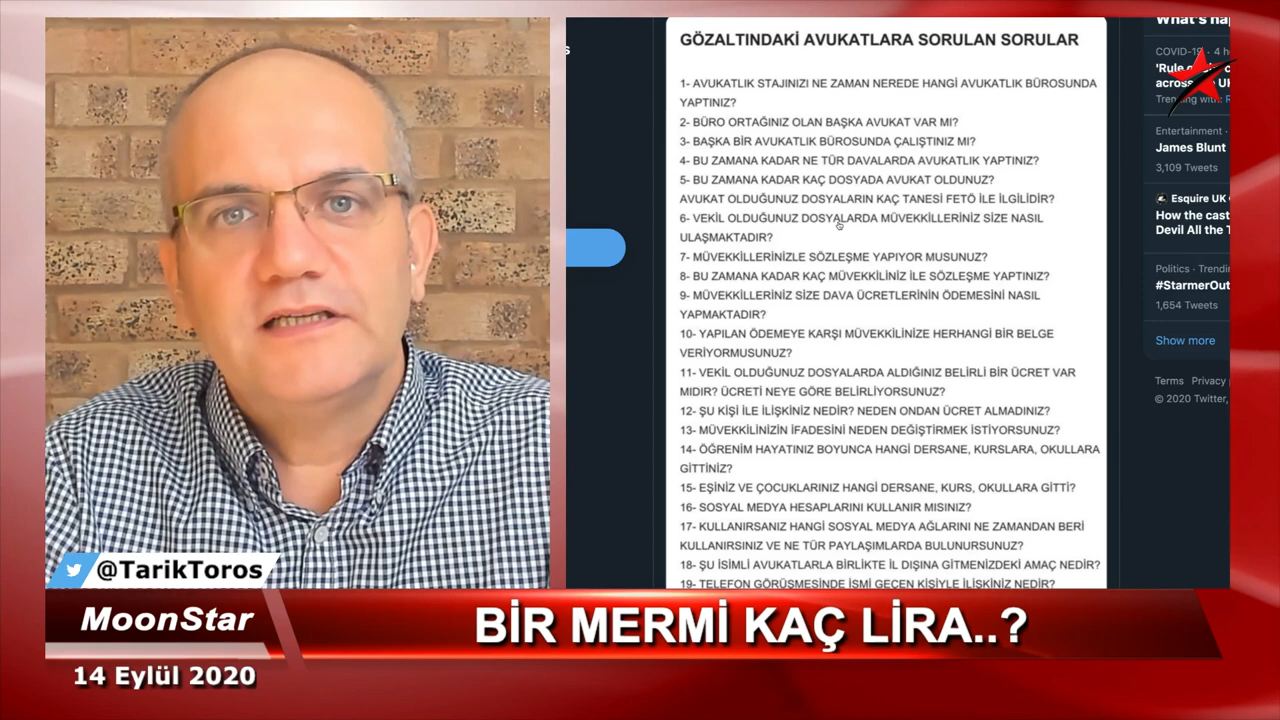 GÖZALTINDAKİ AVUKATLARA SORULAN SORULAR
1- AVUKATLIK STAJINIZI NE ZAMAN NEREDE HANGİ AVUKATLIK BÜROSUNDA
YAPTINIZ?
2- BÜRO ORTAĞINIZ OLAN BAŞKA AVUKAT VAR MI?
3- BAŞKA BİR AVUKATLIK BÜROSUNDA ÇALIŞTINIZ MI?
4- BU ZAMANA KADAR NE TÜR DAVALARDA AVUKATLIK YAPTINIZ?
5- BU ZAMANA KADAR KAÇ DOSYADA AVUKAT OLDUNUZ?
AVUKAT OLDUĞUNUZ DOSYALARIN KAÇ TANESİ FETÖ İLE İLGİLİDİR?
6- VEKİL OLDUĞUNUZ DOSYALARDA MÜVEKKİLLERİNİZ SİZE NASIL
ULAŞMAKTADIR?
7- MÜVEKKİLLERİNİZLE SÖZLEŞME YAPIYOR MUSUNUZ?
8- BU ZAMANA KADAR KAÇ MÜVEKKİLİNİZ İLE SÖZLEŞME YAPTINIZ?
9- MÜVEKKİLLERİNİZ SİZE DAVA ÜCRETLERİNİN ÖDEMESİNİ NASIL
YAPMAKTADIR?
10- YAPILAN ÖDEMEYE KARŞI MÜVEKKİLİNİZE HERHANGİ BİR BELGE
VERİYORMUSUNUZ?
11- VEKİL OLDUĞUNUZ DOSYALARDA ALDIĞINIZ BELİRLİ BİR ÜCRET VAR
MIDIR? ÜCRETİ NEYE GÖRE BELİRLİYORSUNUZ?
12- ŞU KİŞİ İLE İLİŞKİNİZ NEDİR? NEDEN ONDAN ÜCRET ALMADINIZ?
13- MÜVEKKİLİNİZİN İFADESİNİ NEDEN DEĞİŞTİRMEK İSTİYORSUNUZ?
14- ÖĞRENİM HAYATINIZ BOYUNCA HANGİ DERSANE, KURSLARA, OKULLARA
GİTTİNİZ?
15- EŞİNİZ VE ÇOCUKLARINIZ HANGİ DERSANE, KURS, OKULLARA GİTTİ?
16- SOSYAL MEDYA HESAPLARINI KULLANIR MISINIZ?
17- KULLANIRSANIZ HANGİ SOSYAL MEDYA AĞLARINI NE ZAMANDAN BERİ
KULLANIRSINIZ VE NE TÜR PAYLAŞIMLARDA BULUNURSUNUZ?
18- ŞU İSİMLİ AVUKATLARLA BİRLİKTE İL DIŞINA GİTMENİZDEKİ AMAÇ NEDİR?
19- TELEFON GÖRÜŞMESİNDE İSMİ GEÇEN KİŞİYLE İLİŞKİNİZ NEDİR?
What's
COVID-19 · 4
'Rule
across the
Trending with:
Entertainment ·
James Blunt
3,109 Tweets
Esquire UK
How the cast
Devil All the
Politics ·
#StarmerOut
1,654 Tweets
Show more
Terms Privacy
© 2020 Twitter,
@TarikToros
MoonStar
BİR MERMİ KAÇ LİRA..?
14 Eylül 2020